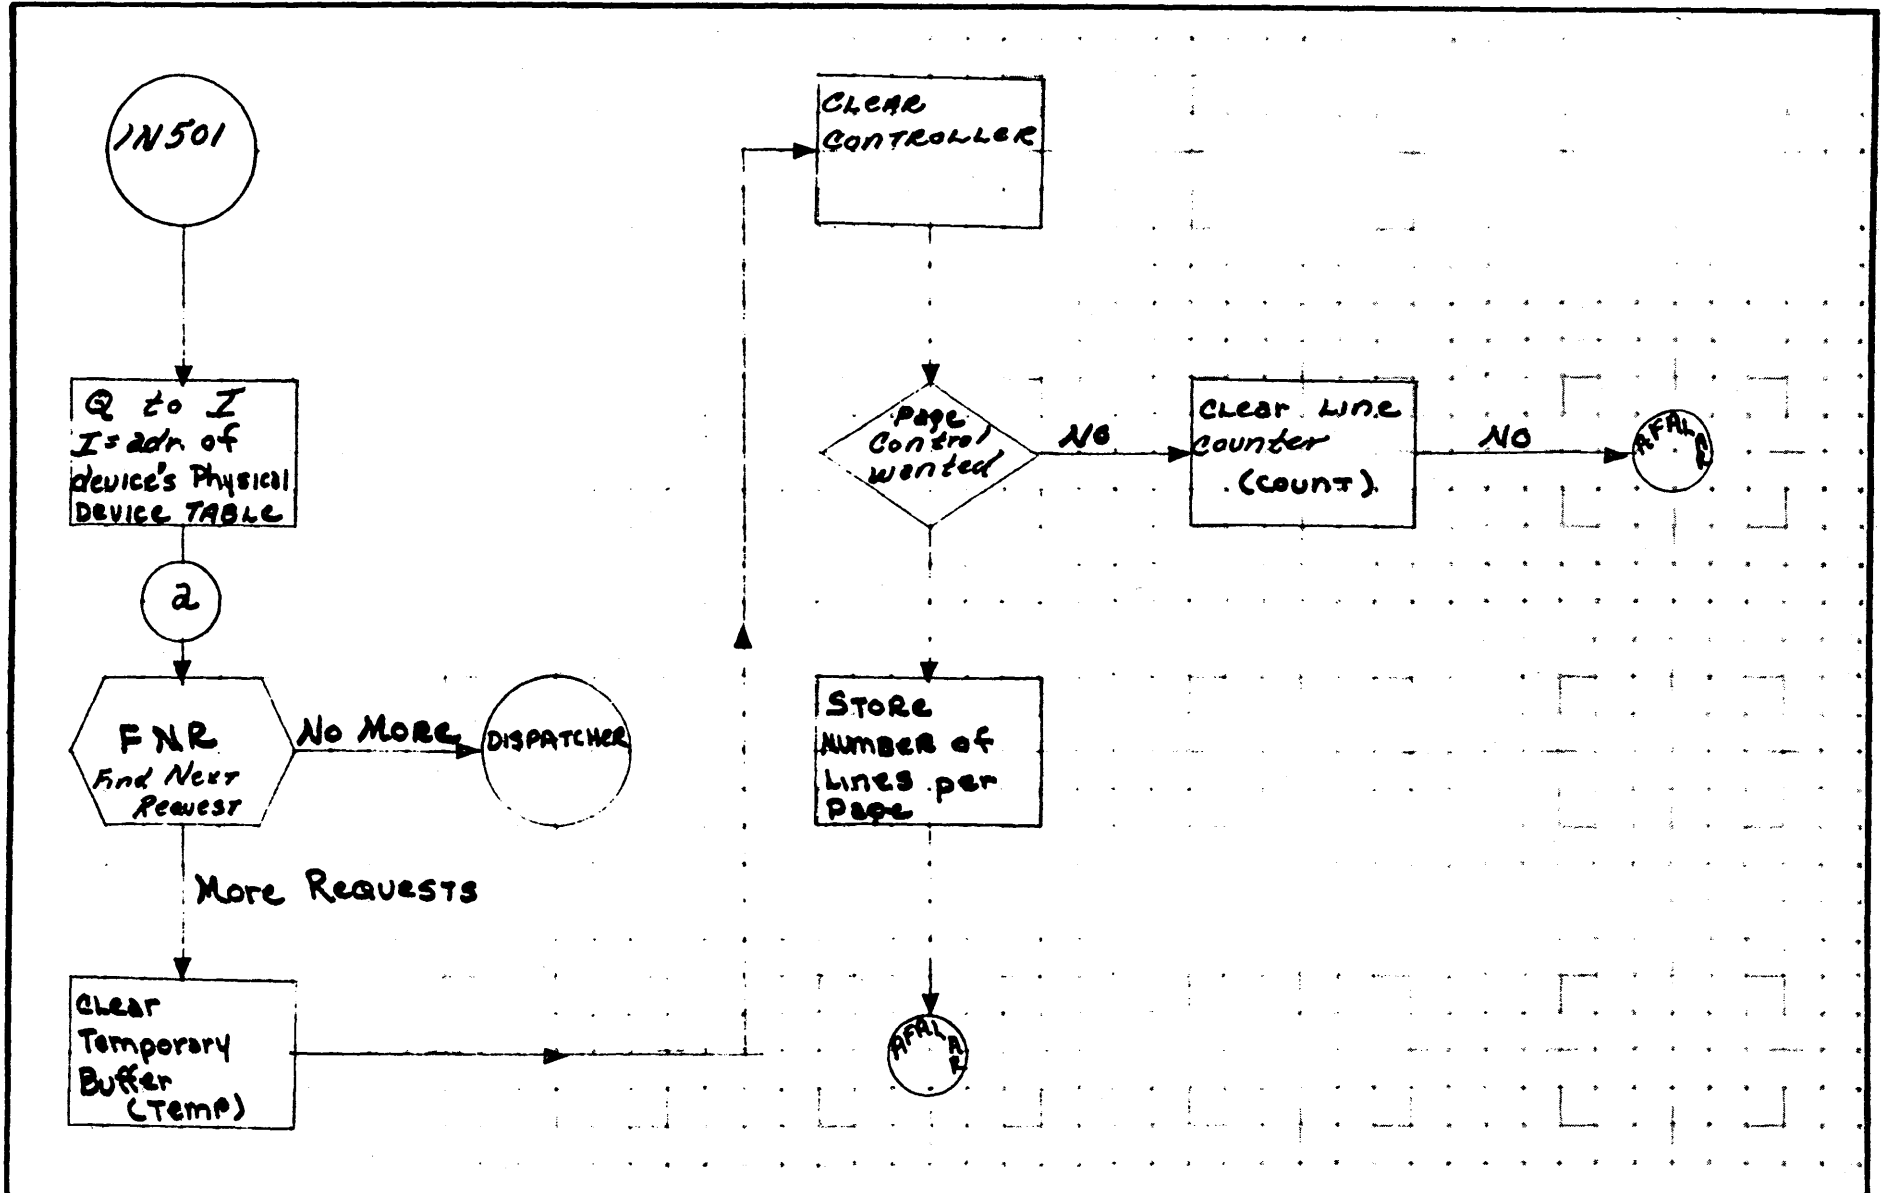 IN501
Q to I
I = adr. of
device's Physical
DEVICE TABLE
2
FNR
Find Next
Request
No More
DISPATCHER
More Requests
Clear
Temporary
Buffer
(Temp)
CLEAR
CONTROLLER
Page
Control
Wanted
NO
Clear Line
Counter
(COUNT).
NO
AFALRR
STORE
NUMBER of
Lines per
Page
AFALRR